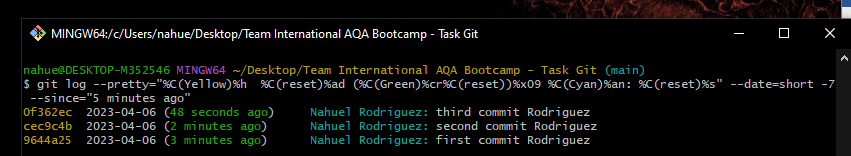 MINGW64:/c/Users/nahue/Desktop/Team International AQA Bootcamp - Task Git
nahue@DESKTOP-M352546 MINGW64 ~/Desktop/Team International AQA Bootcamp - Task Git (main)
$ git log --pretty="%C(Yellow)%h  %C(reset)%ad (%C(Green)%cr%C(reset))%x09 %C(Cyan)%an: %C(reset)%s" --date=short -7
--since="5 minutes ago"
0f362ec  2023-04-06 (48 seconds ago)     Nahuel Rodriguez: third commit Rodriguez
cec9c4b  2023-04-06 (2 minutes ago)      Nahuel Rodriguez: second commit Rodriguez
9644a25  2023-04-06 (3 minutes ago)      Nahuel Rodriguez: first commit Rodriguez